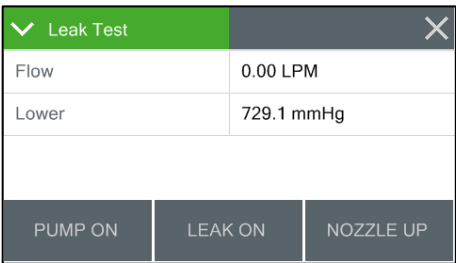 Leak Test
Flow 0.00 LPM
Lower 729.1 mmHg
PUMP ON LEAK ON NOZZLE UP